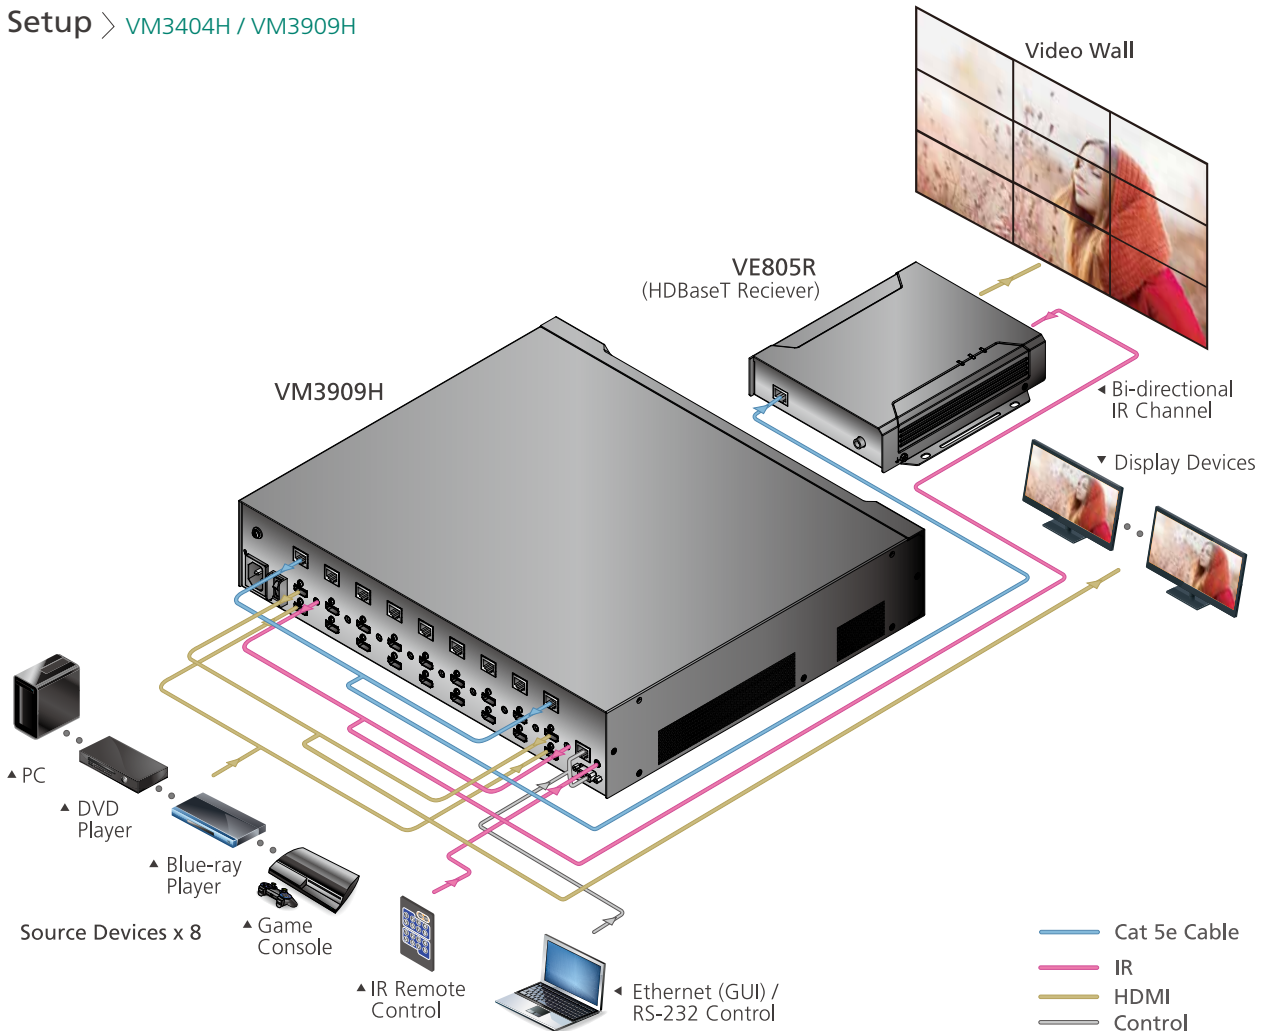 Setup > VM3404H / VM3909H
Video Wall
VE805R
(HDBaseT Reciever)
VM3909H
Bi-directional
IR Channel
Display Devices
PC
DVD
Player
Blue-ray
Player
Game
Console
Source Devices x 8
IR Remote
Control
Ethernet (GUI) /
RS-232 Control
Cat 5e Cable
IR
HDMI
Control